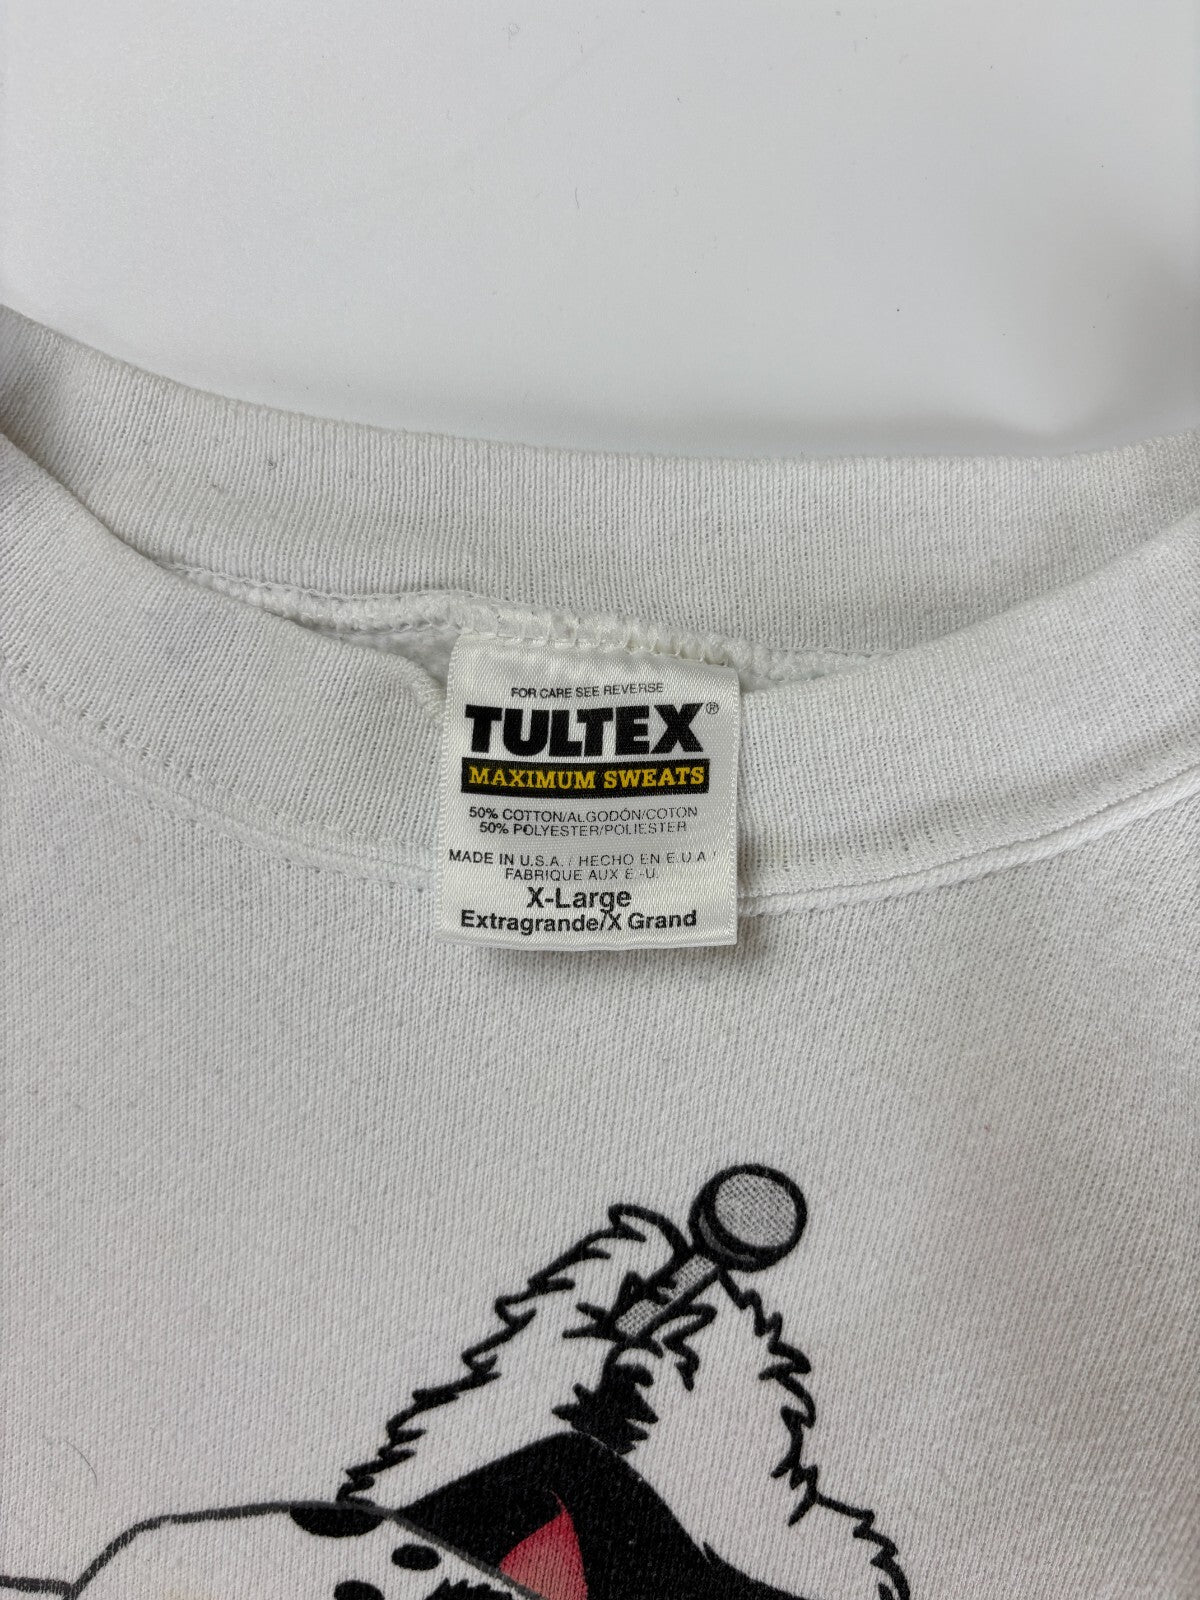 FOR CARE SEE REVERSE
TULTEX®
MAXIMUM SWEATS
50% COTTON/ALGODÓN/COTON
50% POLYESTER/POLIESTER
MADE IN U.S.A. / HECHO EN E.U.A /
FABRIQUE AUX E.-U.
X-Large
Extragrande/X Grand